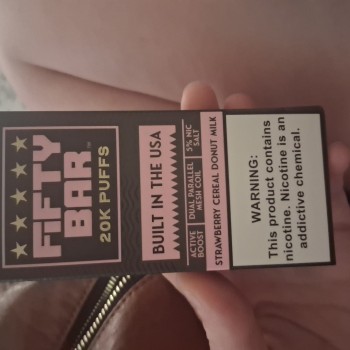 FIFTY
BAR™
20K PUFFS
BUILT IN THE USA
ACTIVE
BOOST
DUAL PARALLEL
MESH COIL
5% NIC
SALT
STRAWBERRY CEREAL DONUT MILK
WARNING:
This product contains
nicotine. Nicotine is an
addictive chemical.